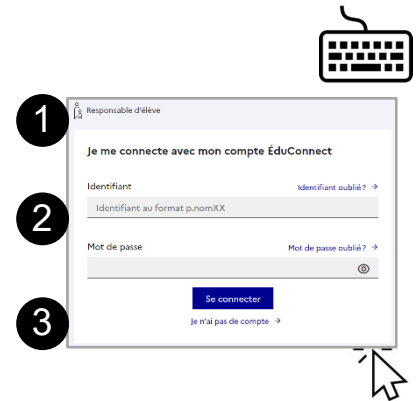 1
Responsable d'élève
Je me connecte avec mon compte ÉduConnect
Identifiant
Identifiant oublié? →
2
Identifiant au format p.nomXX
Mot de passe
Mot de passe oublié? →
Se connecter
3
Je n'ai pas de compte →